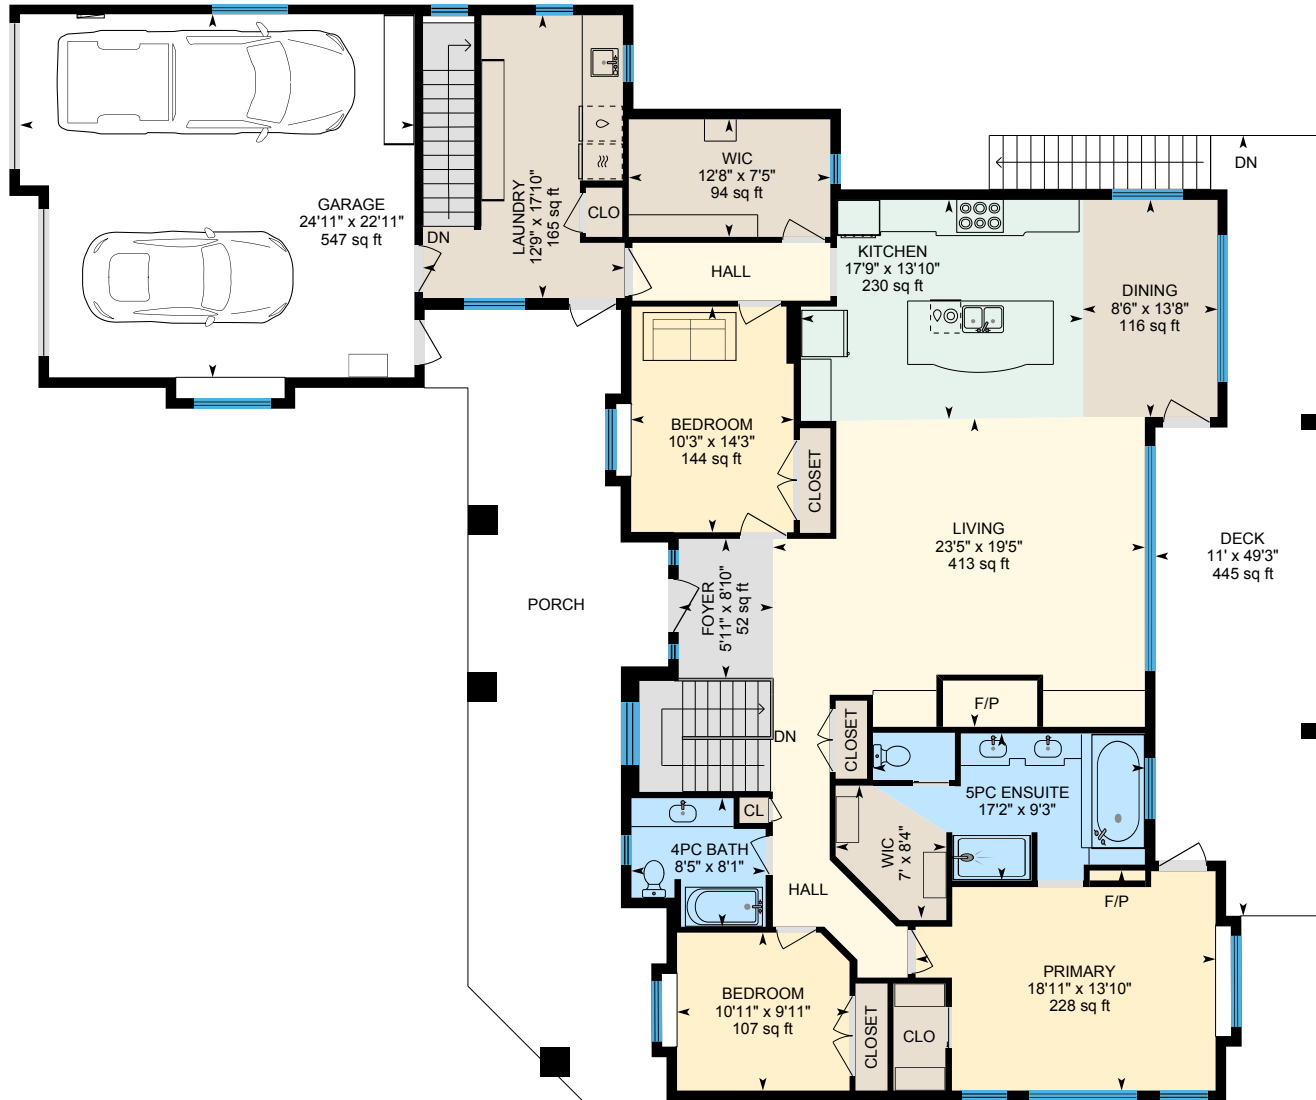 GARAGE
24'11" x 22'11"
547 sq ft
DN
LAUNDRY
12'9" x 17'10"
165 sq ft
CLO
WIC
12'8" x 7'5"
94 sq ft
HALL
KITCHEN
17'9" x 13'10"
230 sq ft
DINING
8'6" x 13'8"
116 sq ft
DN
BEDROOM
10'3" x 14'3"
144 sq ft
CLOSET
LIVING
23'5" x 19'5"
413 sq ft
DECK
11' x 49'3"
445 sq ft
PORCH
FOYER
5'11" x 8'10"
52 sq ft
F/P
DN
CLOSET
5PC ENSUITE
17'2" x 9'3"
CL
4PC BATH
8'5" x 8'1"
WIC
7' x 8'4"
HALL
F/P
PRIMARY
18'11" x 13'10"
228 sq ft
BEDROOM
10'11" x 9'11"
107 sq ft
CLOSET
CLO